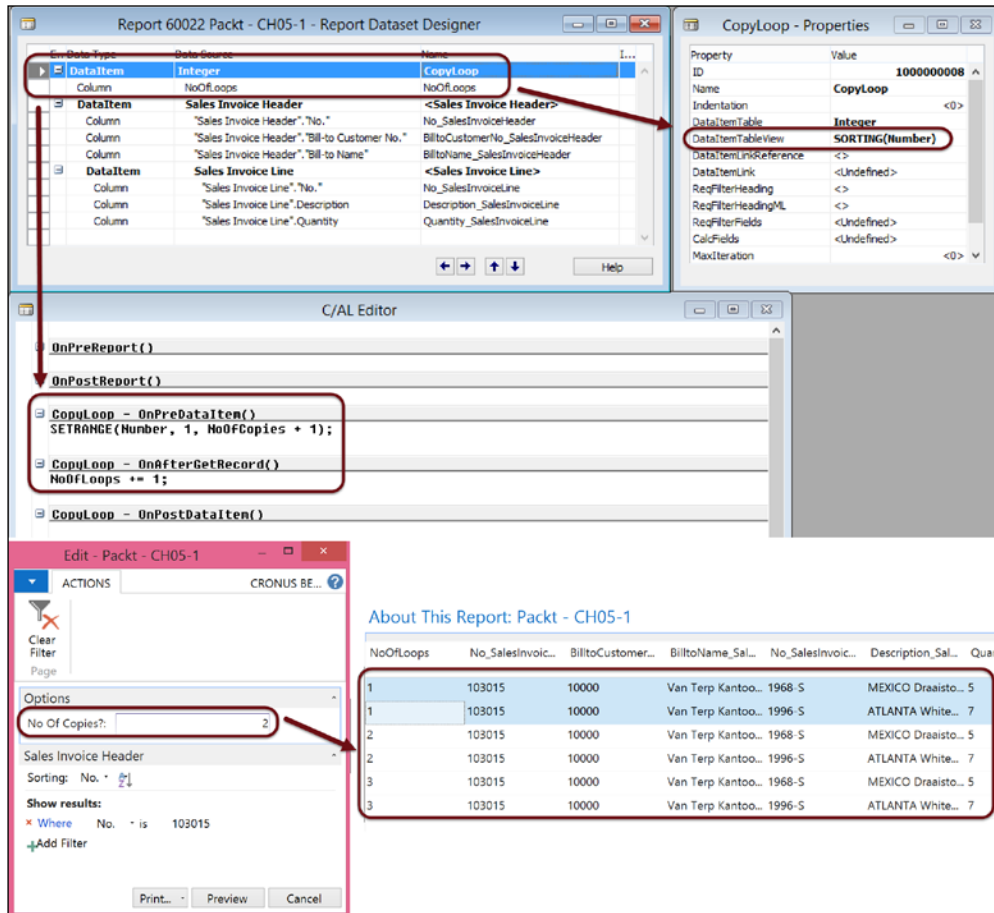 Report 60022 Packt - CH05-1 - Report Dataset Designer
En Data Type Data Source Name I...
DataItem Integer CopyLoop
Column NoOfLoops NoOfLoops
DataItem Sales Invoice Header <Sales Invoice Header>
Column "Sales Invoice Header"."No." No_SalesInvoiceHeader
Column "Sales Invoice Header"."Bill-to Customer No." BilltoCustomerNo_SalesInvoiceHeader
Column "Sales Invoice Header"."Bill-to Name" BilltoName_SalesInvoiceHeader
DataItem Sales Invoice Line <Sales Invoice Line>
Column "Sales Invoice Line"."No." No_SalesInvoiceLine
Column "Sales Invoice Line".Description Description_SalesInvoiceLine
Column "Sales Invoice Line".Quantity Quantity_SalesInvoiceLine
Help
CopyLoop - Properties
Property Value
ID 1000000008
Name CopyLoop
Indentation <0>
DataItemTable Integer
DataItemTableView SORTING(Number)
DataItemLinkReference <>
DataItemLink <Undefined>
ReqFilterHeading <>
ReqFilterHeadingML <>
ReqFilterFields <Undefined>
CalcFields <Undefined>
MaxIteration <0>
C/AL Editor
OnPreReport()
OnPostReport()
CopyLoop - OnPreDataItem()
SETRANGE(Number, 1, NoOfCopies + 1);
CopyLoop - OnAfterGetRecord()
NoOfLoops += 1;
CopyLoop - OnPostDataItem()
Edit - Packt - CH05-1
ACTIONS CRONUS BE...
Clear
Filter
Page
Options
No Of Copies?: 2
Sales Invoice Header
Sorting: No.
Show results:
Where No. is 103015
Add Filter
Print... Preview Cancel
About This Report: Packt - CH05-1
NoOfLoops No_SalesInvoic... BilltoCustomer... BilltoName_Sal... No_SalesInvoic... Description_Sal... Quar
1 103015 10000 Van Terp Kantoo... 1968-S MEXICO Draaisto... 5
1 103015 10000 Van Terp Kantoo... 1996-S ATLANTA White... 7
2 103015 10000 Van Terp Kantoo... 1968-S MEXICO Draaisto... 5
2 103015 10000 Van Terp Kantoo... 1996-S ATLANTA White... 7
3 103015 10000 Van Terp Kantoo... 1968-S MEXICO Draaisto... 5
3 103015 10000 Van Terp Kantoo... 1996-S ATLANTA White... 7